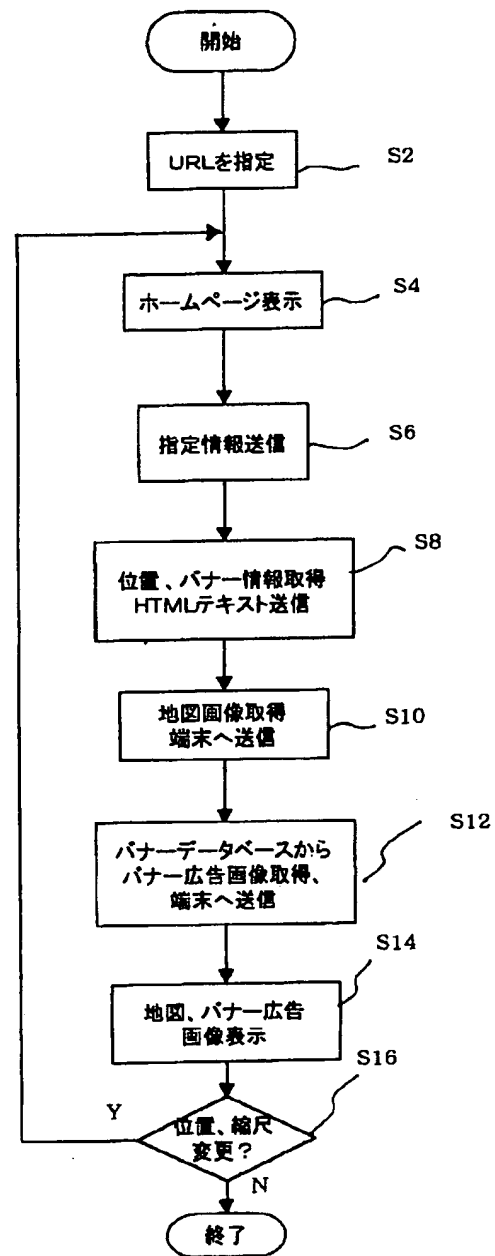 開始
URLを指定
S2
ホームページ表示
S4
指定情報送信
S6
位置、バナー情報取得
HTMLテキスト送信
S8
地図画像取得
端末へ送信
S10
バナーデータベースから
バナー広告画像取得、
端末へ送信
S12
地図、バナー広告
画像表示
S14
位置、縮尺
変更？
S16
Y
N
終了